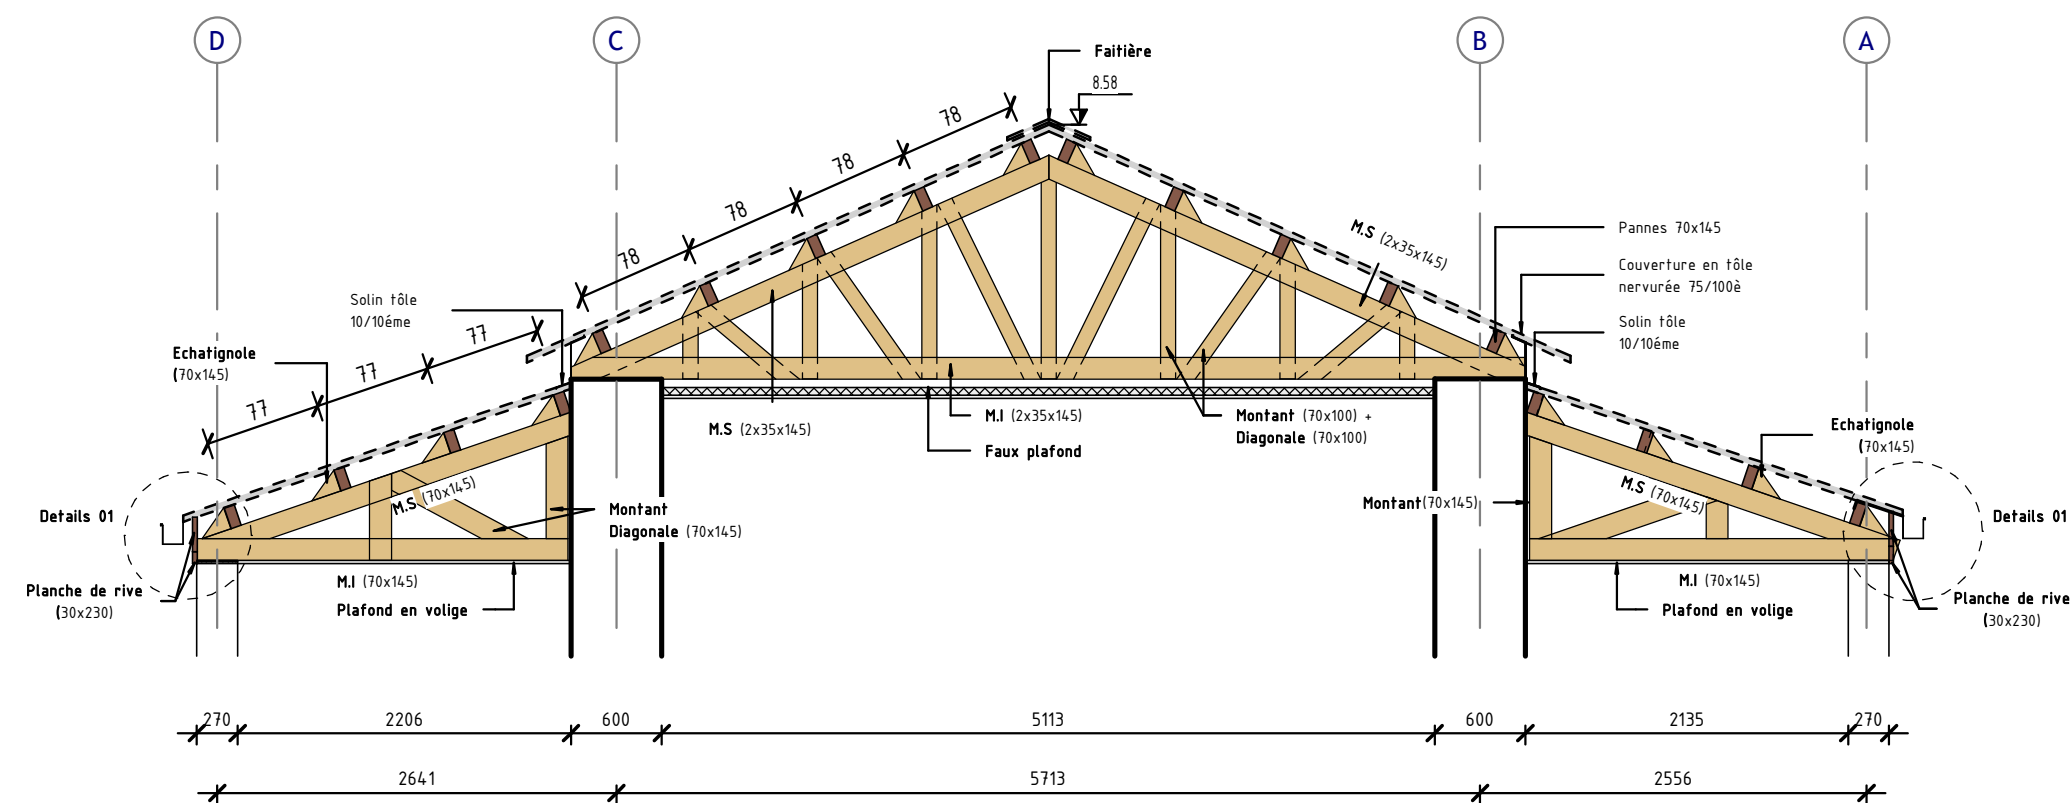 D
C
B
A
Faitière
8.58
78
78
78
78
77
77
77
Solin tôle
10/10éme
Echatignole
(70x145)
M.S (2x35x145)
Pannes 70x145
Couverture en tôle
nervurée 75/100è
Solin tôle
10/10éme
Echatignole
(70x145)
M.S (2x35x145)
M.I (2x35x145)
Faux plafond
Montant (70x100) +
Diagonale (70x100)
Details 01
M.S (70x145)
Montant
Diagonale (70x145)
Montant(70x145)
M.S (70x145)
Details 01
Planche de rive
(30x230)
M.I (70x145)
Plafond en volige
M.I (70x145)
Plafond en volige
Planche de rive
(30x230)
270
2206
600
5113
600
2135
270
2641
5713
2556